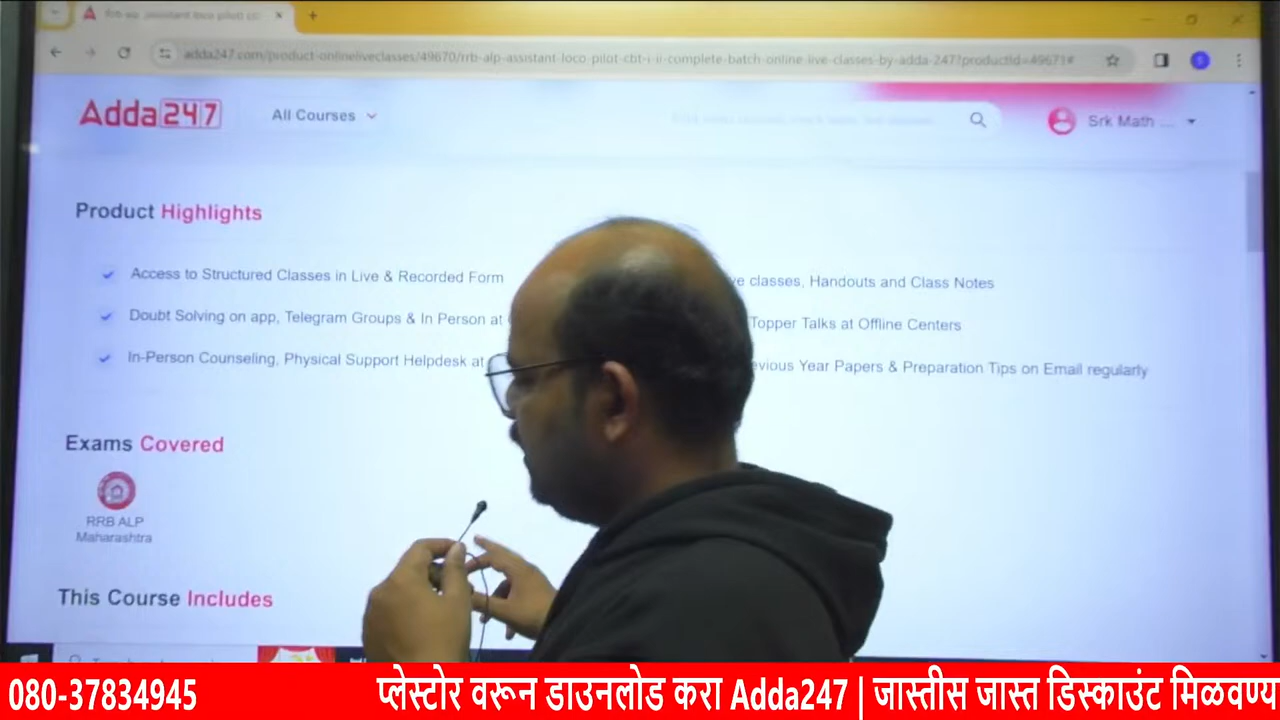 adda247.com/product-onlineliveclasses/49670/rrb-alp-assistant-loco-pilot-cbt-i-ii-complete-batch-online-live-classes-by-adda-247?productId=49671#
Adda247
All Courses
Srk Math ...
Product Highlights
Access to Structured Classes in Live & Recorded Form
classes, Handouts and Class Notes
Doubt Solving on app, Telegram Groups & In Person at
Topper Talks at Offline Centers
In-Person Counseling, Physical Support Helpdesk at
Year Papers & Preparation Tips on Email regularly
Exams Covered
RRB ALP
Maharashtra
This Course Includes
080-37834945
प्लेस्टोर वरून डाउनलोड करा Adda247 | जास्तीस जास्त डिस्काउंट मिळवण्य